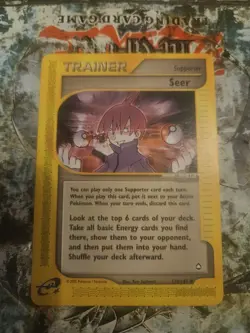 TRADING CARD GAME
TRAINER
Supporter
Seer
You can play only one Supporter card each turn.
When you play this card, put it next to your Active
Pokémon. When your turn ends, discard this card.
Look at the top 6 cards of your deck.
Take all basic Energy cards you find
there, show them to your opponent,
and then put them into your hand.
Shuffle your deck afterward.